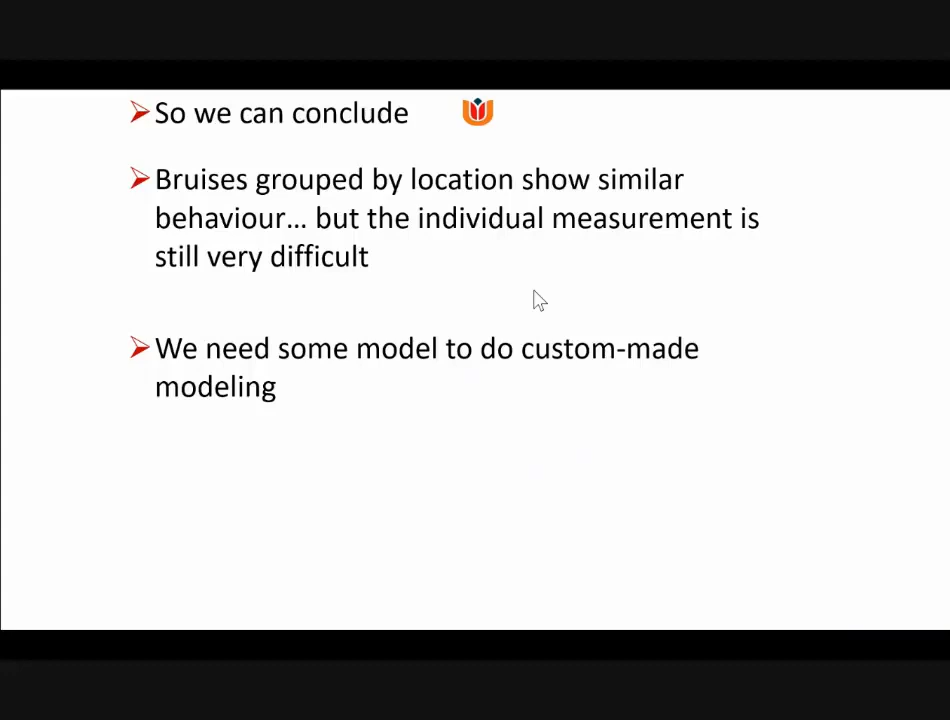 So we can conclude
Bruises grouped by location show similar
behaviour... but the individual measurement is
still very difficult
We need some model to do custom-made
modeling